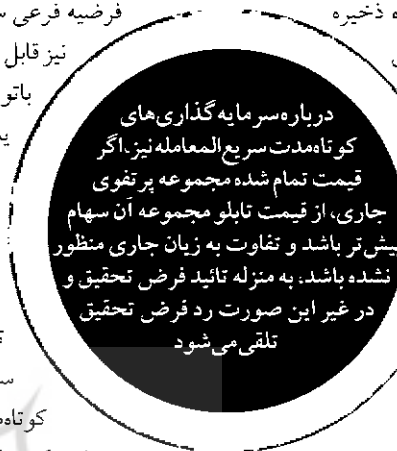 ه ذخیره
فرضیه فرعی
نیز قابل
باتو
درباره سرمایه گذاری های
کوتاه مدت سریع المعامله نیز، اگر
قیمت تمام شده مجموعه پرتفوی
جاری، از قیمت تابلو مجموعه آن سهام
بیش تر باشد و تفاوت به زیان جاری منظور
نشده باشد، به منزله تائید فرض تحقیق و
در غیر این صورت رد فرض تحقیق
تلقی می شود